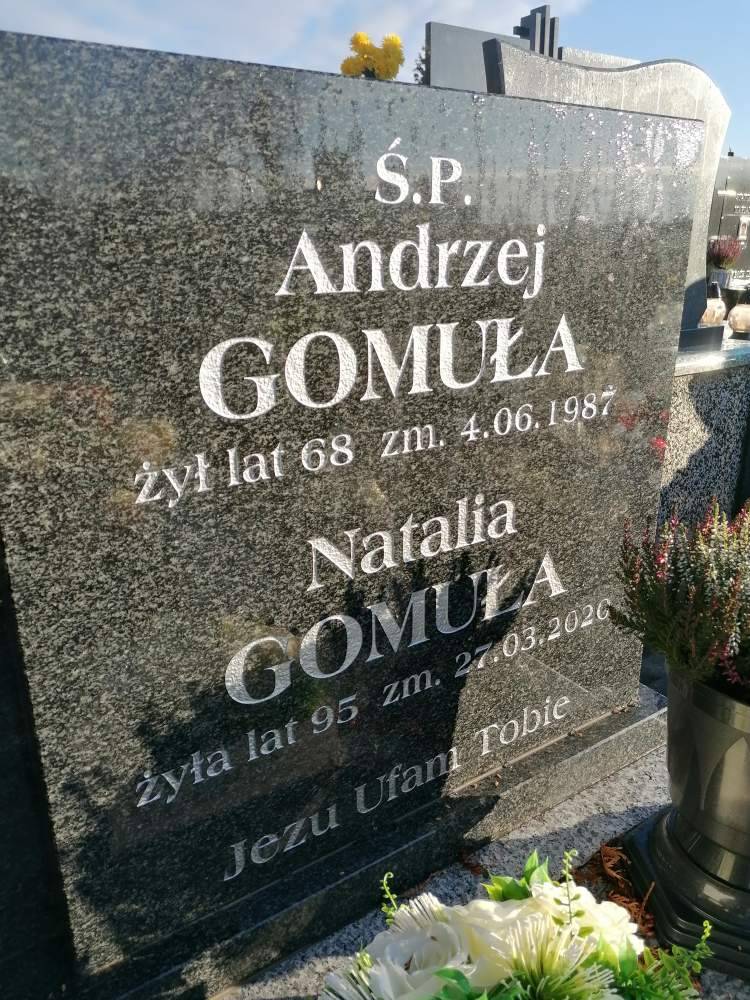 Ś.P.
Andrzej
GOMUŁA
żył lat 68 zm. 4.06.1987
Natalia
GOMUŁA
żyła lat 95 zm. 27.03.2020
Jezu Ufam Tobie